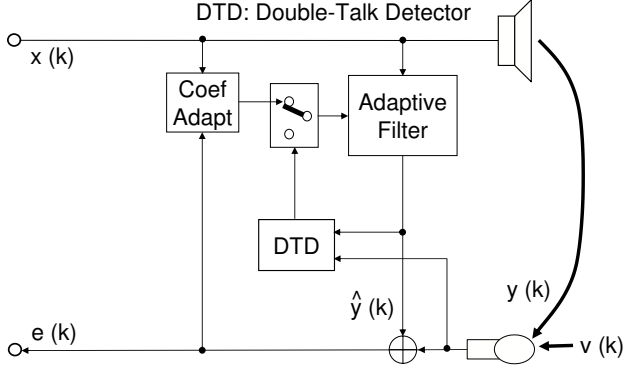 DTD: Double-Talk Detector
x (k)
Coef
Adapt
Adaptive
Filter
DTD
ŷ (k)
y (k)
e (k)
v (k)